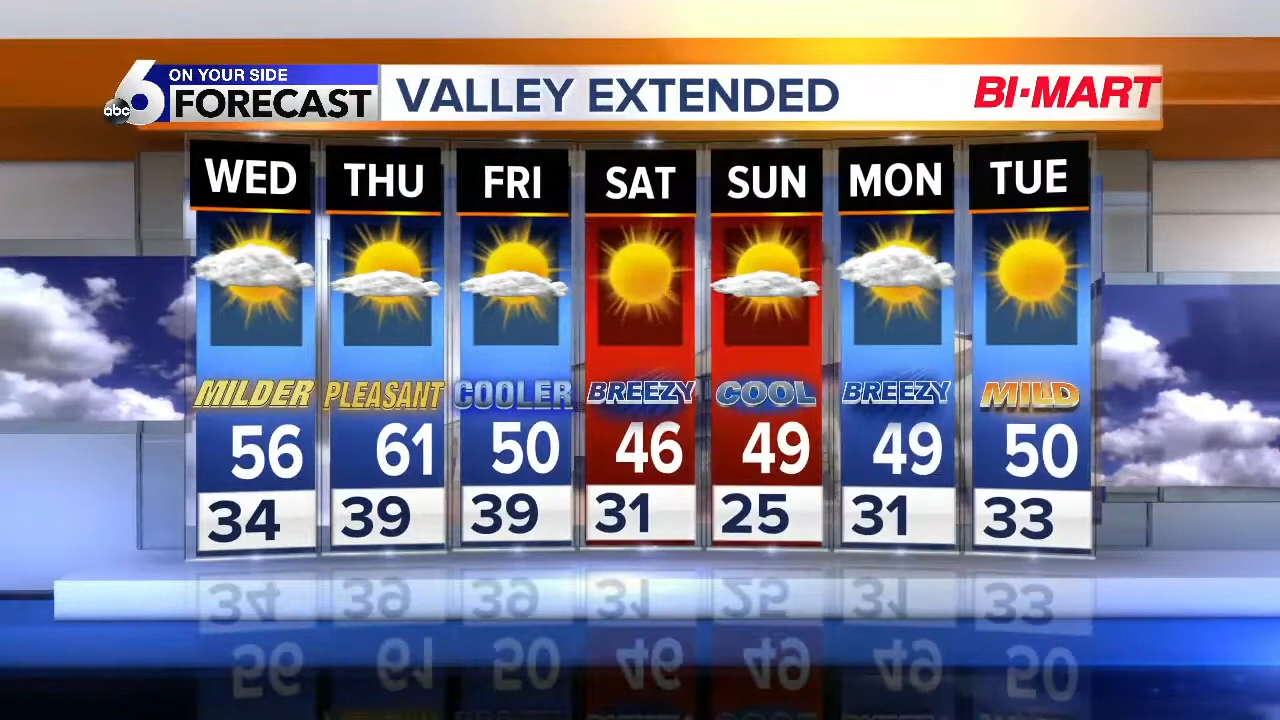 abc 6 ON YOUR SIDE
FORECAST
VALLEY EXTENDED
BI-MART
WED THU FRI SAT SUN MON TUE
MILDER PLEASANT COOLER BREEZY COOL BREEZY MILD
56 61 50 46 49 49 50
34 39 39 31 25 31 33